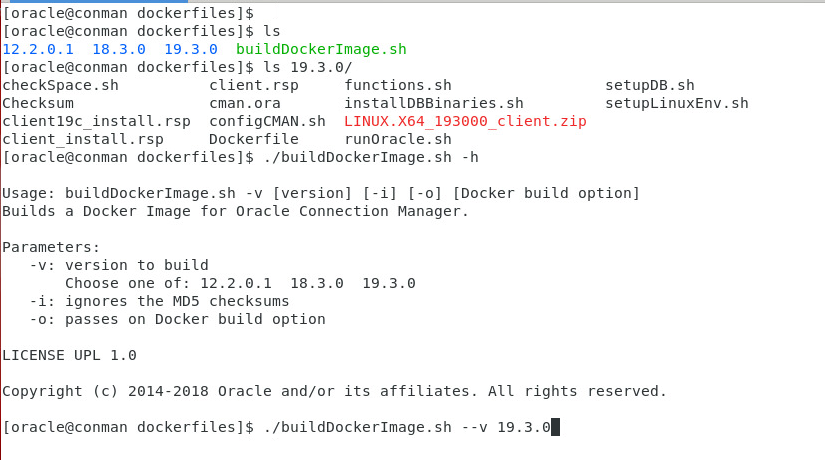 [oracle@conman dockerfiles]$
[oracle@conman dockerfiles]$ ls
12.2.0.1  18.3.0  19.3.0  buildDockerImage.sh
[oracle@conman dockerfiles]$ ls 19.3.0/
checkSpace.sh          client.rsp     functions.sh                 setupDB.sh
Checksum               cman.ora       installDBBinaries.sh         setupLinuxEnv.sh
client19c_install.rsp  configCMAN.sh  LINUX.X64_193000_client.zip
client_install.rsp     Dockerfile     runOracle.sh
[oracle@conman dockerfiles]$ ./buildDockerImage.sh -h
Usage: buildDockerImage.sh -v [version] [-i] [-o] [Docker build option]
Builds a Docker Image for Oracle Connection Manager.
Parameters:
   -v: version to build
       Choose one of: 12.2.0.1  18.3.0  19.3.0
   -i: ignores the MD5 checksums
   -o: passes on Docker build option
LICENSE UPL 1.0
Copyright (c) 2014-2018 Oracle and/or its affiliates. All rights reserved.
[oracle@conman dockerfiles]$ ./buildDockerImage.sh --v 19.3.0